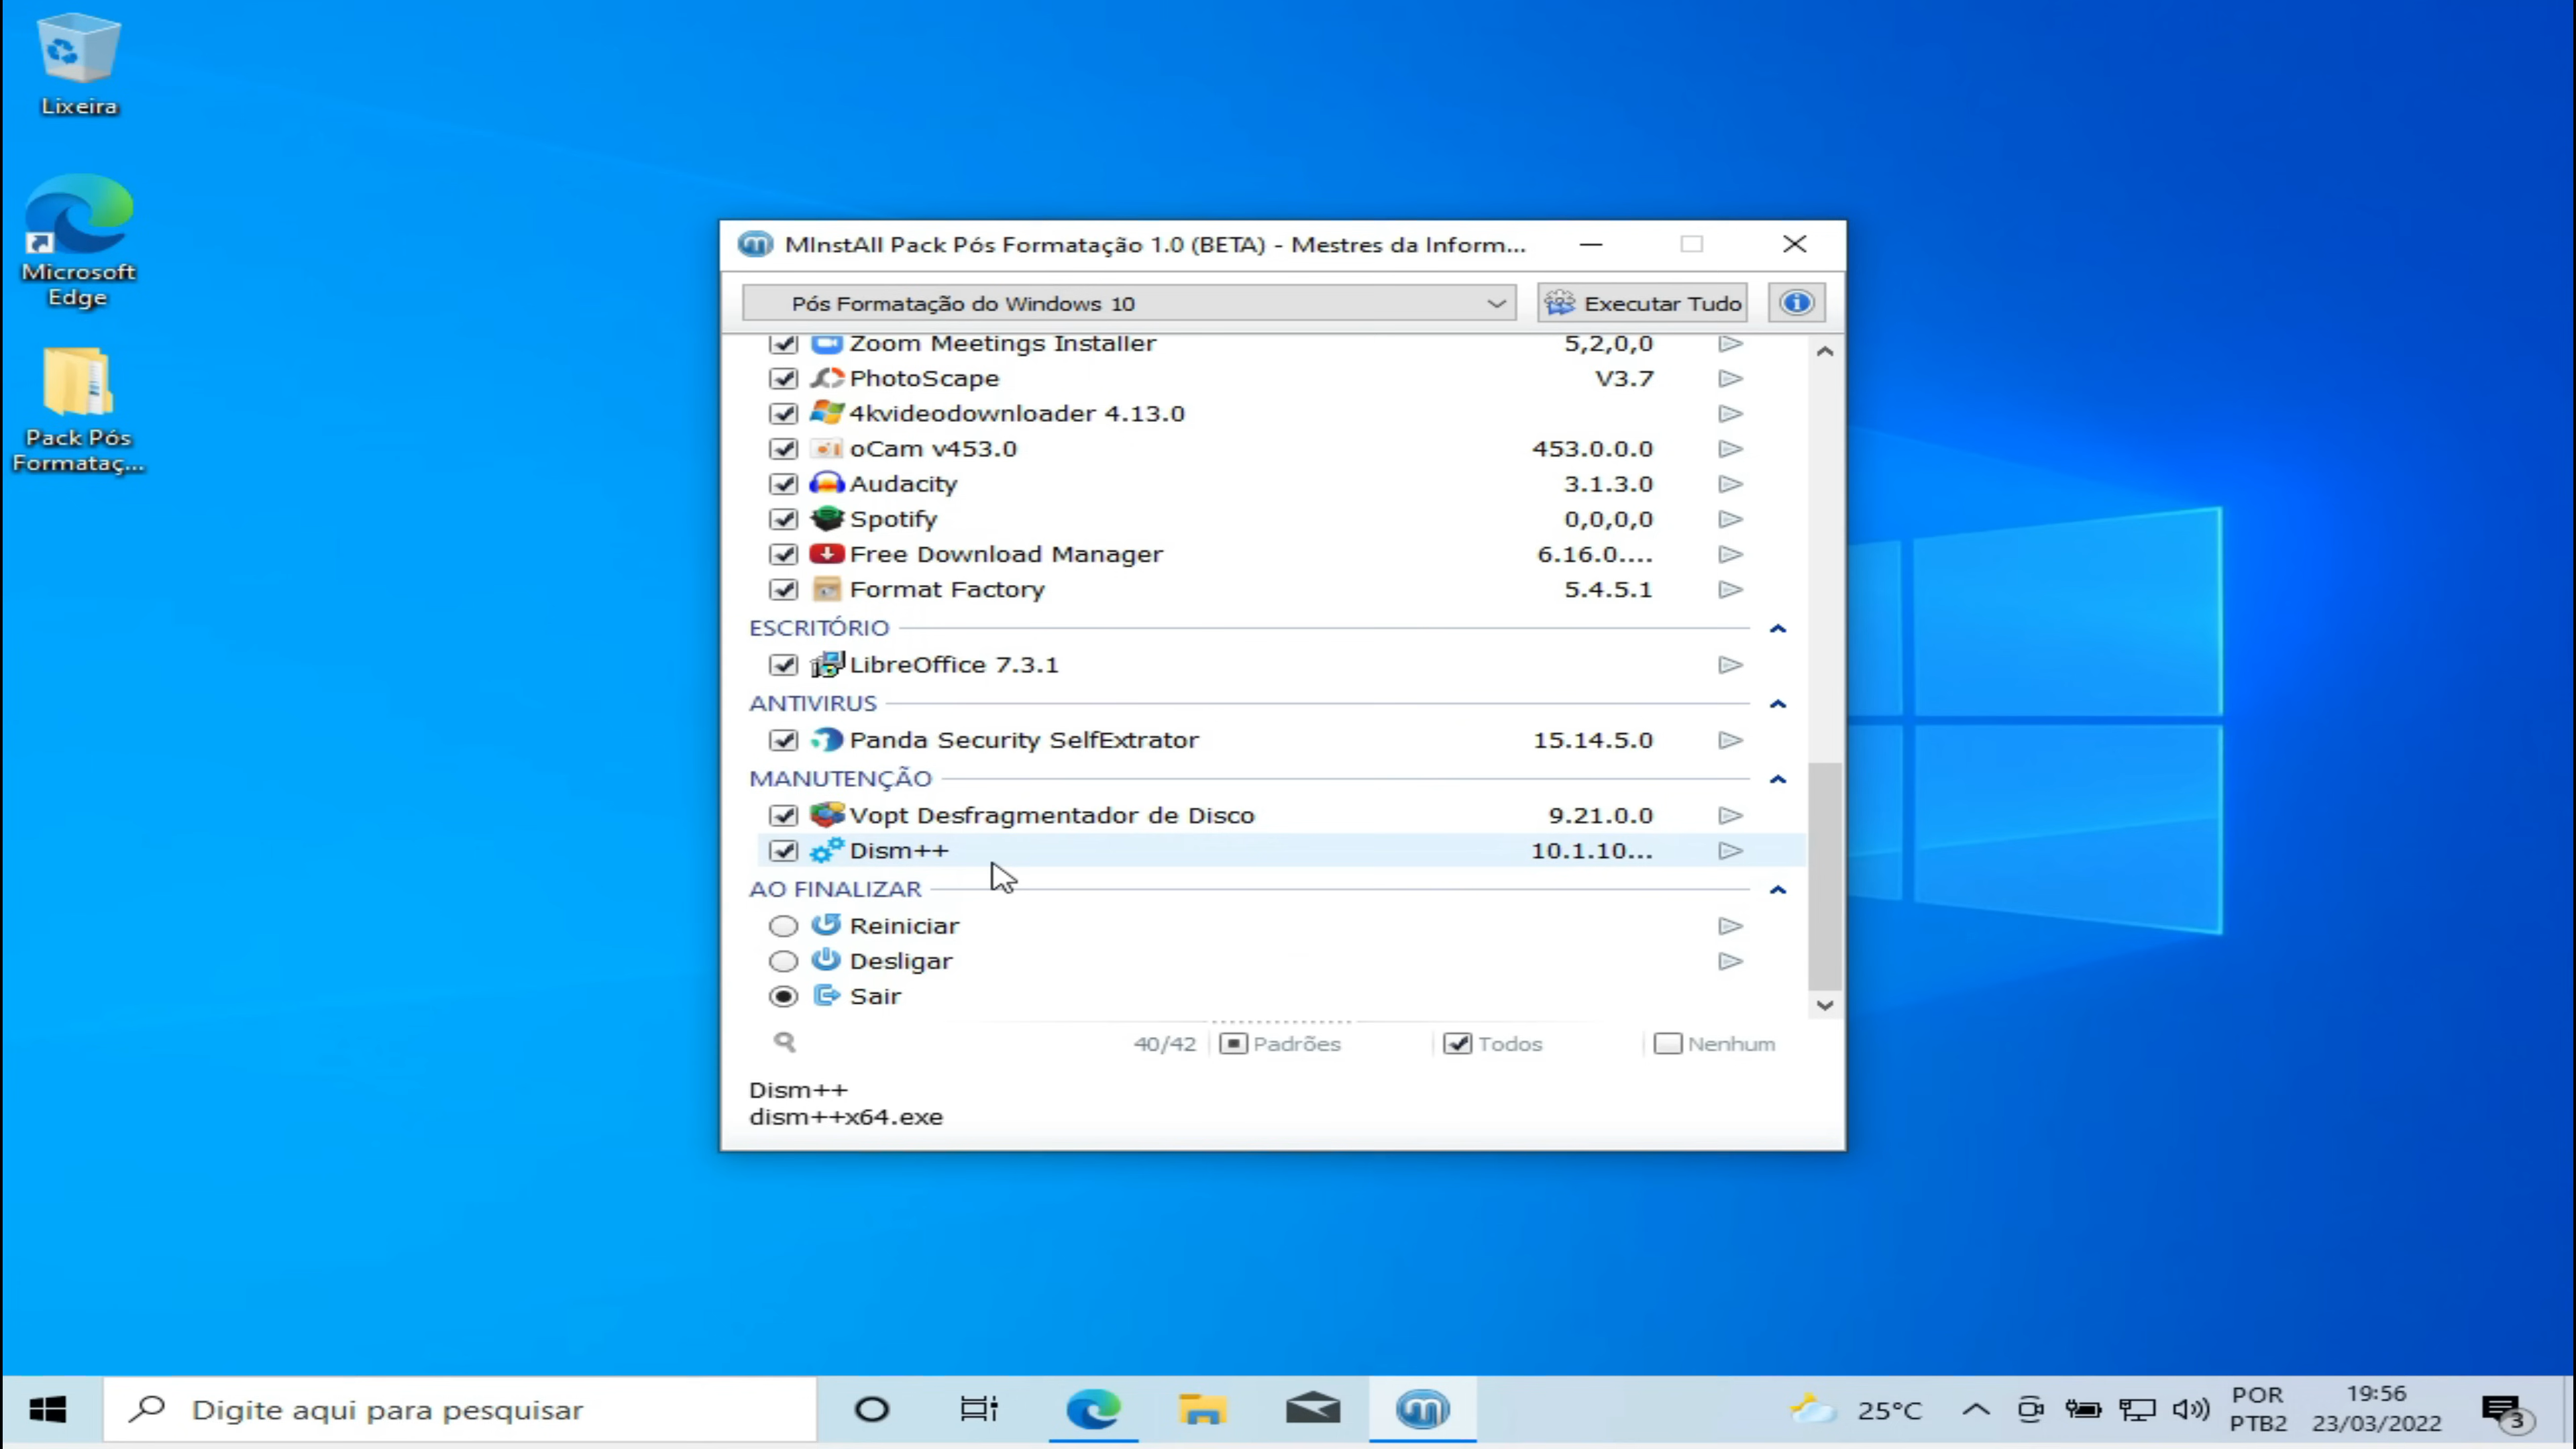 Lixeira
Microsoft
Edge
Pack Pós
Formataç...
MInstAll Pack Pós Formatação 1.0 (BETA) - Mestres da Inform...
Pós Formatação do Windows 10
Executar Tudo
Zoom Meetings Installer 5,2,0,0
PhotoScape V3.7
4kvideodownloader 4.13.0
oCam v453.0 453.0.0.0
Audacity 3.1.3.0
Spotify 0,0,0,0
Free Download Manager 6.16.0....
Format Factory 5.4.5.1
ESCRITÓRIO
LibreOffice 7.3.1
ANTIVIRUS
Panda Security SelfExtrator 15.14.5.0
MANUTENÇÃO
Vopt Desfragmentador de Disco 9.21.0.0
Dism++ 10.1.10...
AO FINALIZAR
Reiniciar
Desligar
Sair
40/42 Padrões Todos Nenhum
Dism++
dism++x64.exe
Digite aqui para pesquisar
25°C
POR
PTB2
19:56
23/03/2022
3